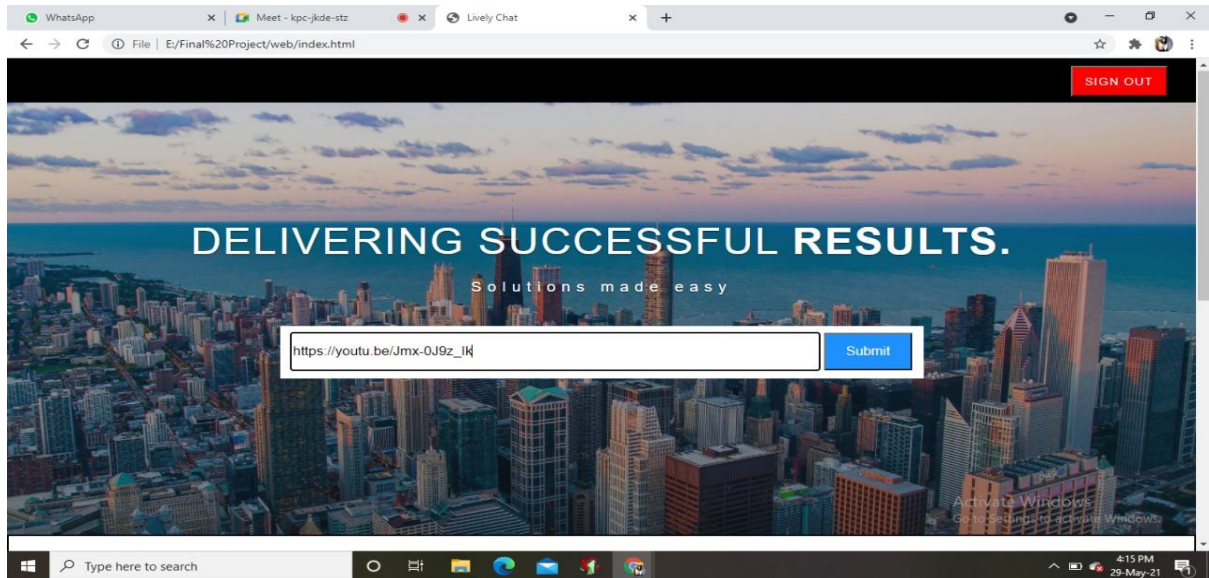 WhatsApp
Meet - kpc-jkde-stz
Lively Chat
File | E:/Final%20Project/web/index.html
SIGN OUT
DELIVERING SUCCESSFUL RESULTS.
Solutions made easy
https://youtu.be/Jmx-0J9z_Ik
Submit
Activate Windows
Go to Settings to activate Windows.
Type here to search
4:15 PM
29-May-21